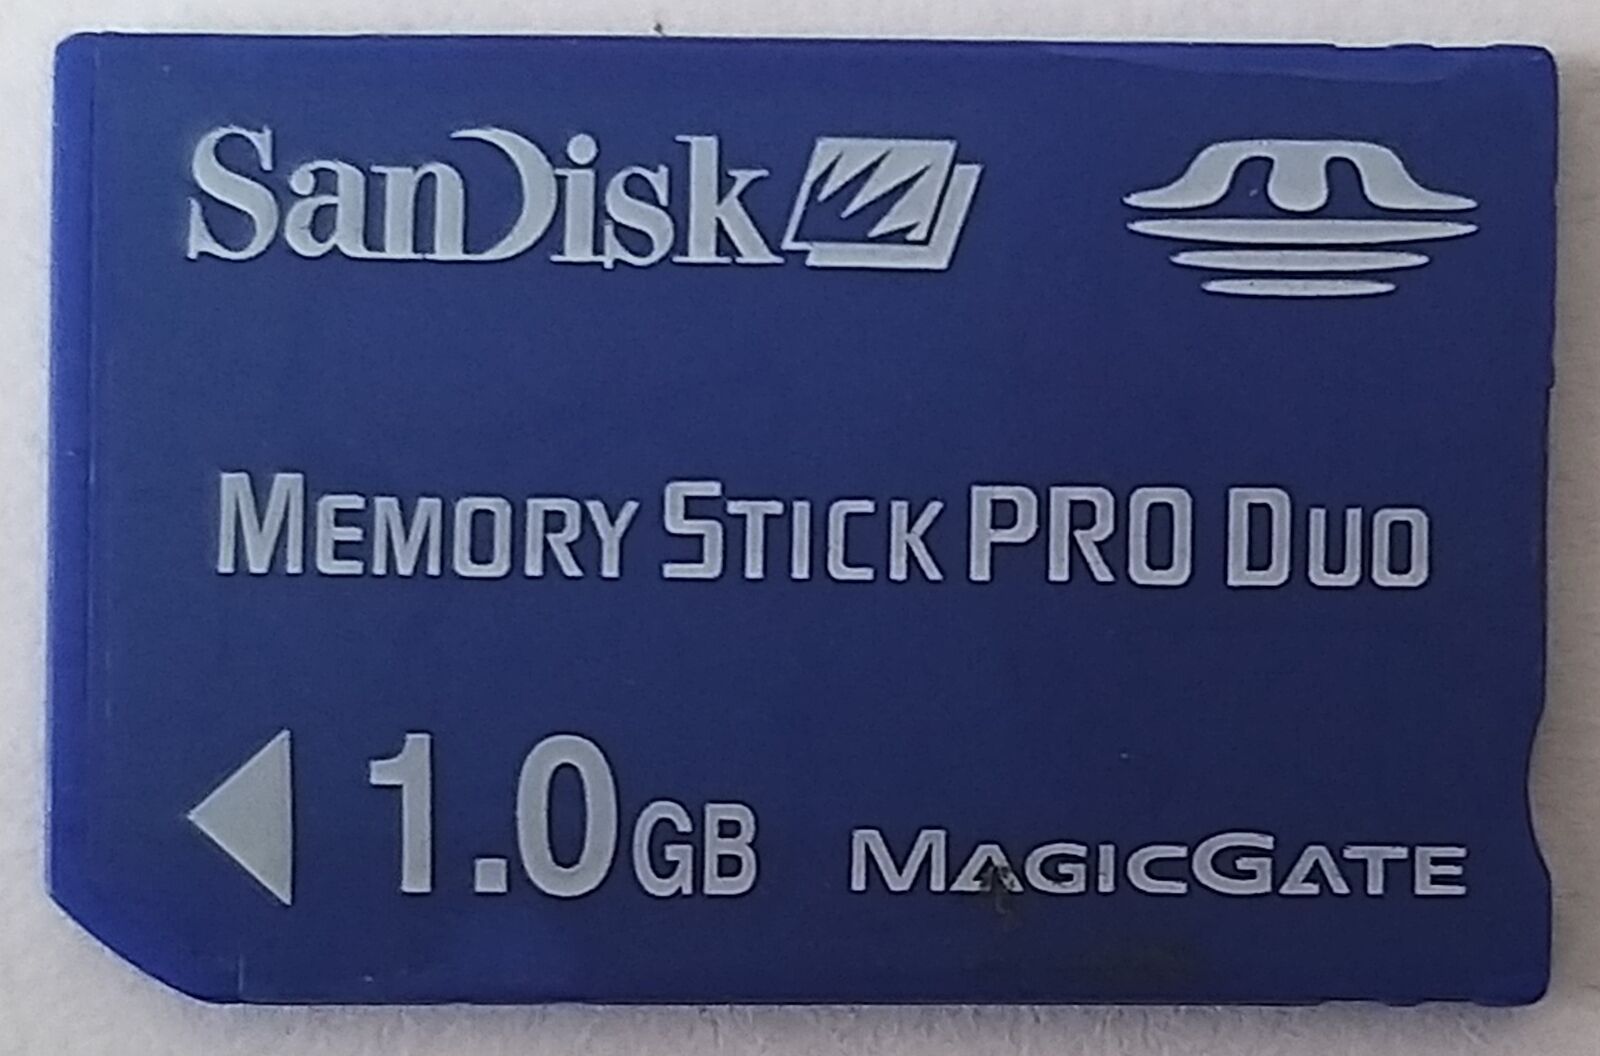 SanDisk
MEMORY STICK PRO DUO
1.0GB MAGICGATE